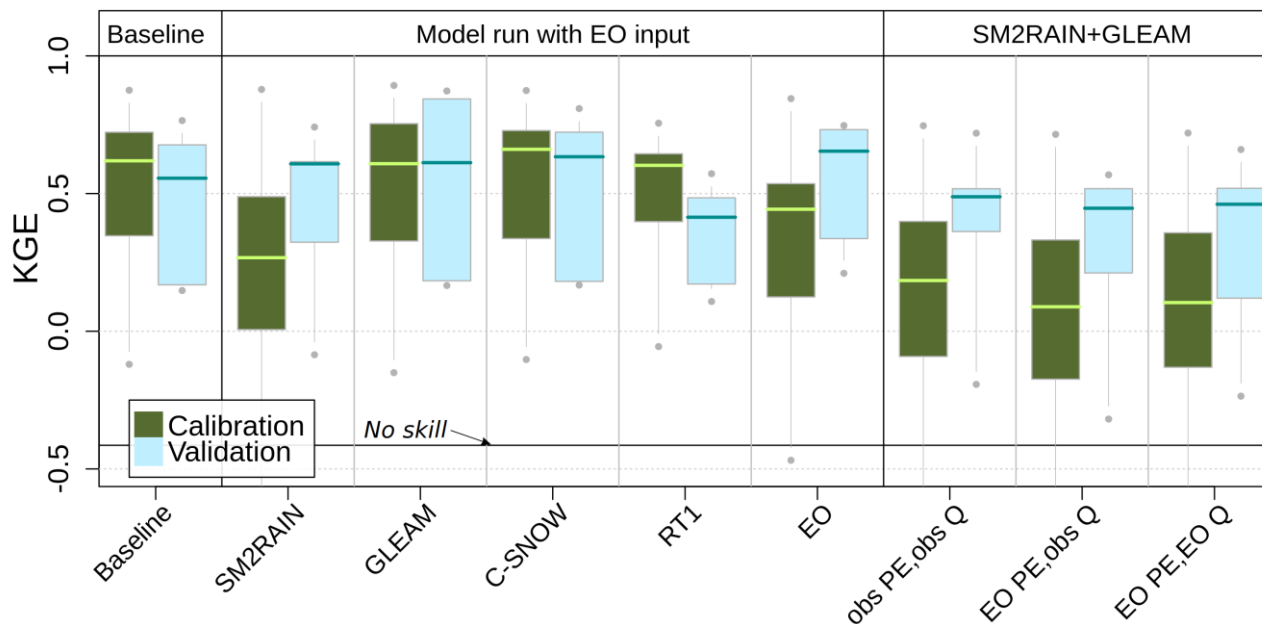 Baseline
Model run with EO input
SM2RAIN+GLEAM
KGE
1.0
0.5
0.0
-0.5
No skill
Calibration
Validation
Baseline
SM2RAIN
GLEAM
C-SNOW
RT1
EO
obs PE,obs Q
EO PE,obs Q
EO PE,EO Q